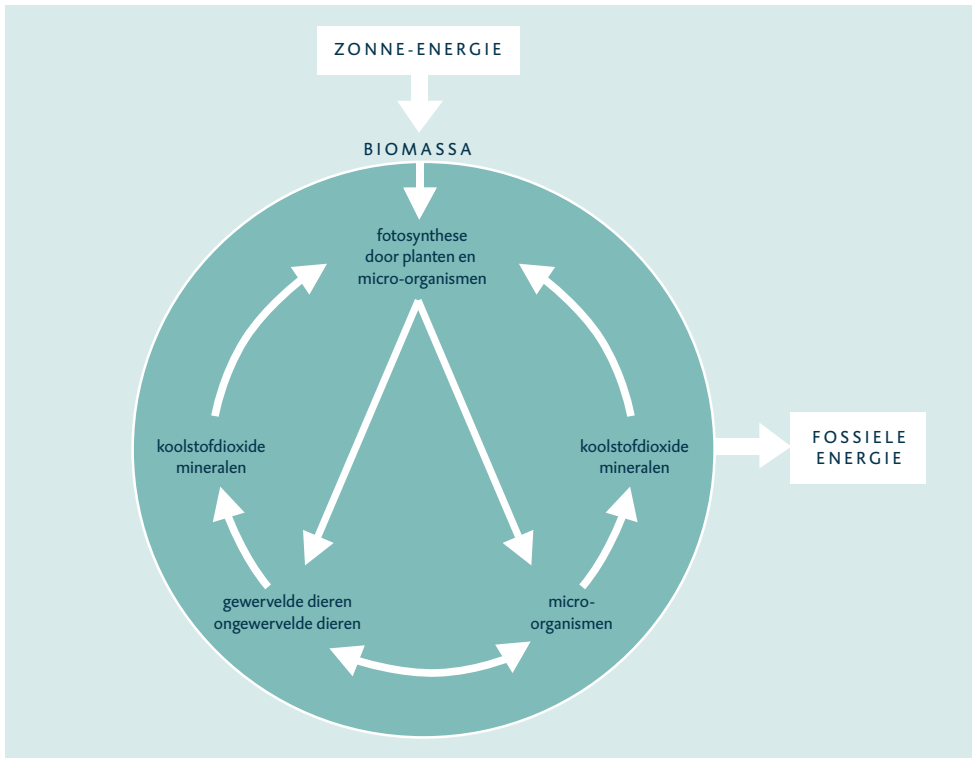 ZONNE-ENERGIE
BIOMASSA
fotosynthese
door planten en
micro-organismen
koolstofdioxide
mineralen
koolstofdioxide
mineralen
FOSSIELE
ENERGIE
gewervelde dieren
ongewervelde dieren
micro-
organismen